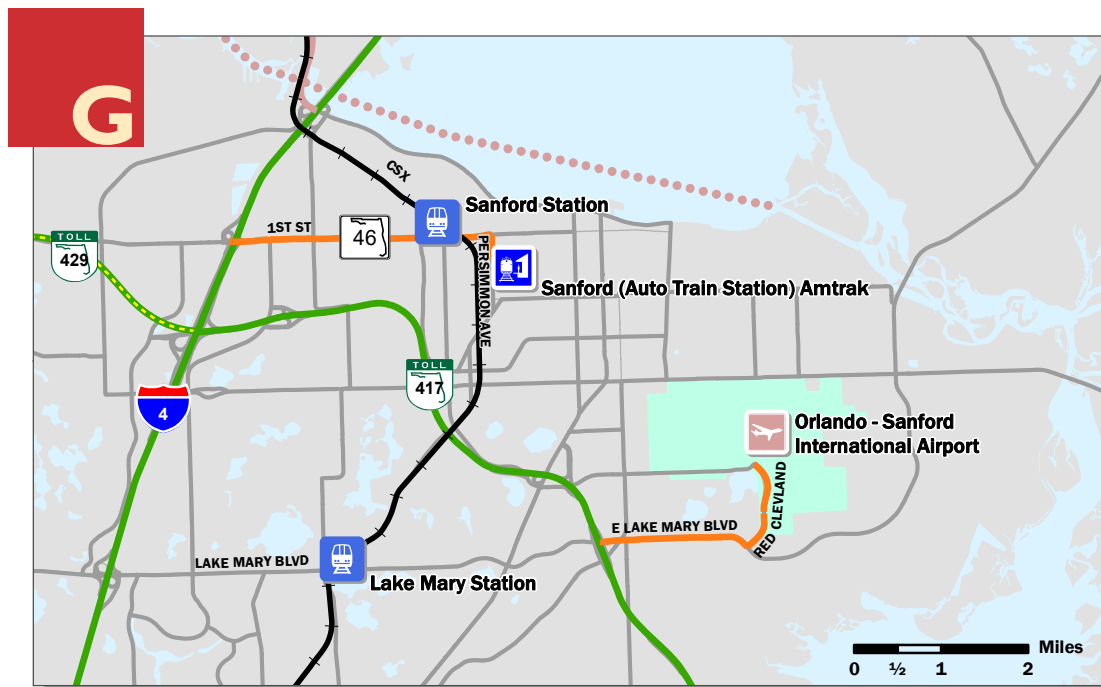 G
CSX
Sanford Station
1ST ST
46
PERSIMMON AVE
TOLL
429
Sanford (Auto Train Station) Amtrak
TOLL
417
4
Orlando - Sanford
International Airport
RED CLEVLAND
E LAKE MARY BLVD
LAKE MARY BLVD
Lake Mary Station
Miles
0 ½ 1 2